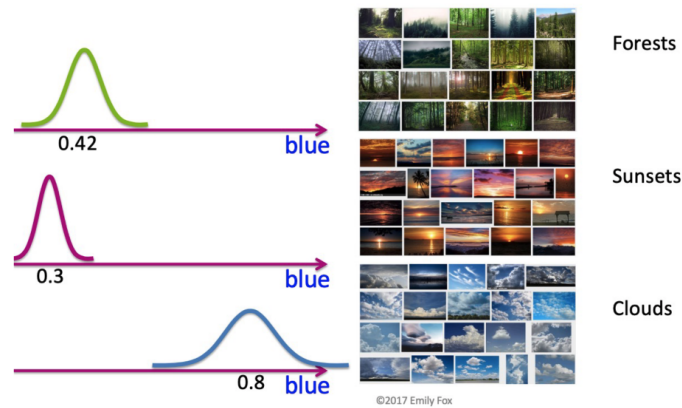 Forests
0.42
blue
Sunsets
0.3
blue
Clouds
0.8
blue
©2017 Emily Fox